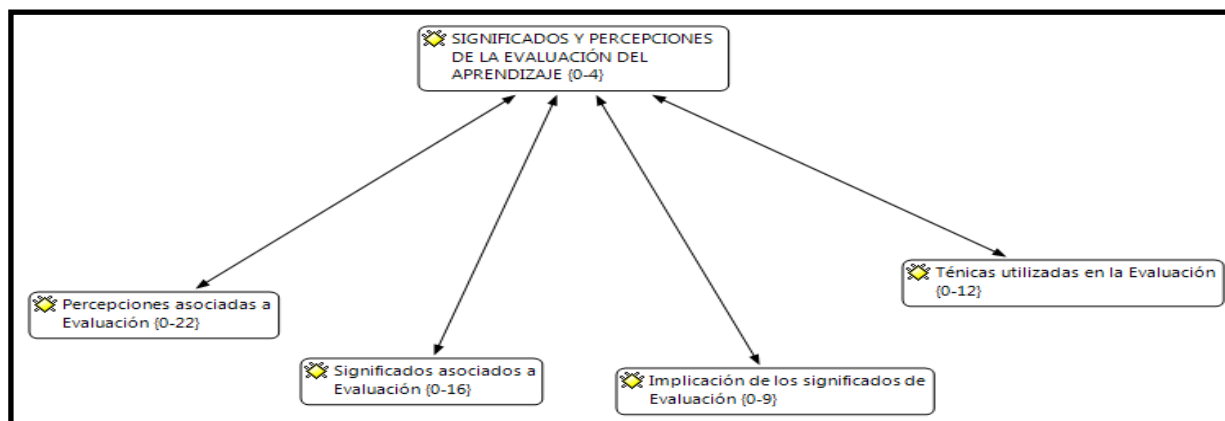 SIGNIFICADOS Y PERCEPCIONES
DE LA EVALUACIÓN DEL
APRENDIZAJE {0-4}
Ténicas utilizadas en la Evaluación
{0-12}
Percepciones asociadas a
Evaluación {0-22}
Significados asociados a
Evaluación {0-16}
Implicación de los significados de
Evaluación {0-9}